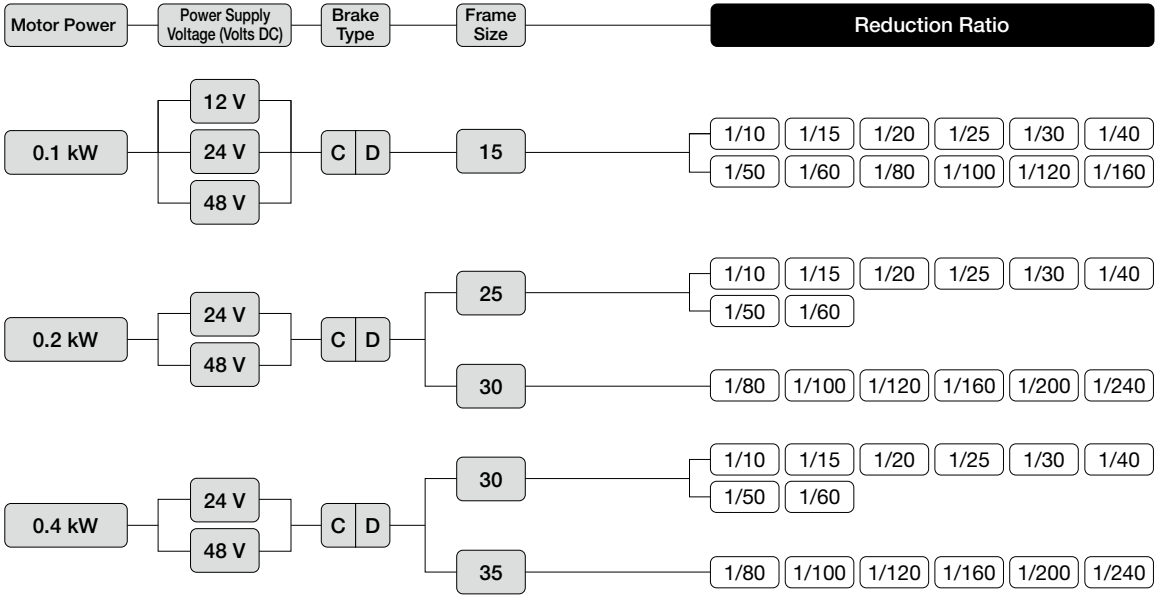 Motor Power
Power Supply
Voltage (Volts DC)
Brake
Type
Frame
Size
Reduction Ratio
0.1 kW
12 V
24 V
48 V
C D
15
1/10 1/15 1/20 1/25 1/30 1/40
1/50 1/60 1/80 1/100 1/120 1/160
0.2 kW
24 V
48 V
C D
25
1/10 1/15 1/20 1/25 1/30 1/40
1/50 1/60
30
1/80 1/100 1/120 1/160 1/200 1/240
0.4 kW
24 V
48 V
C D
30
1/10 1/15 1/20 1/25 1/30 1/40
1/50 1/60
35
1/80 1/100 1/120 1/160 1/200 1/240